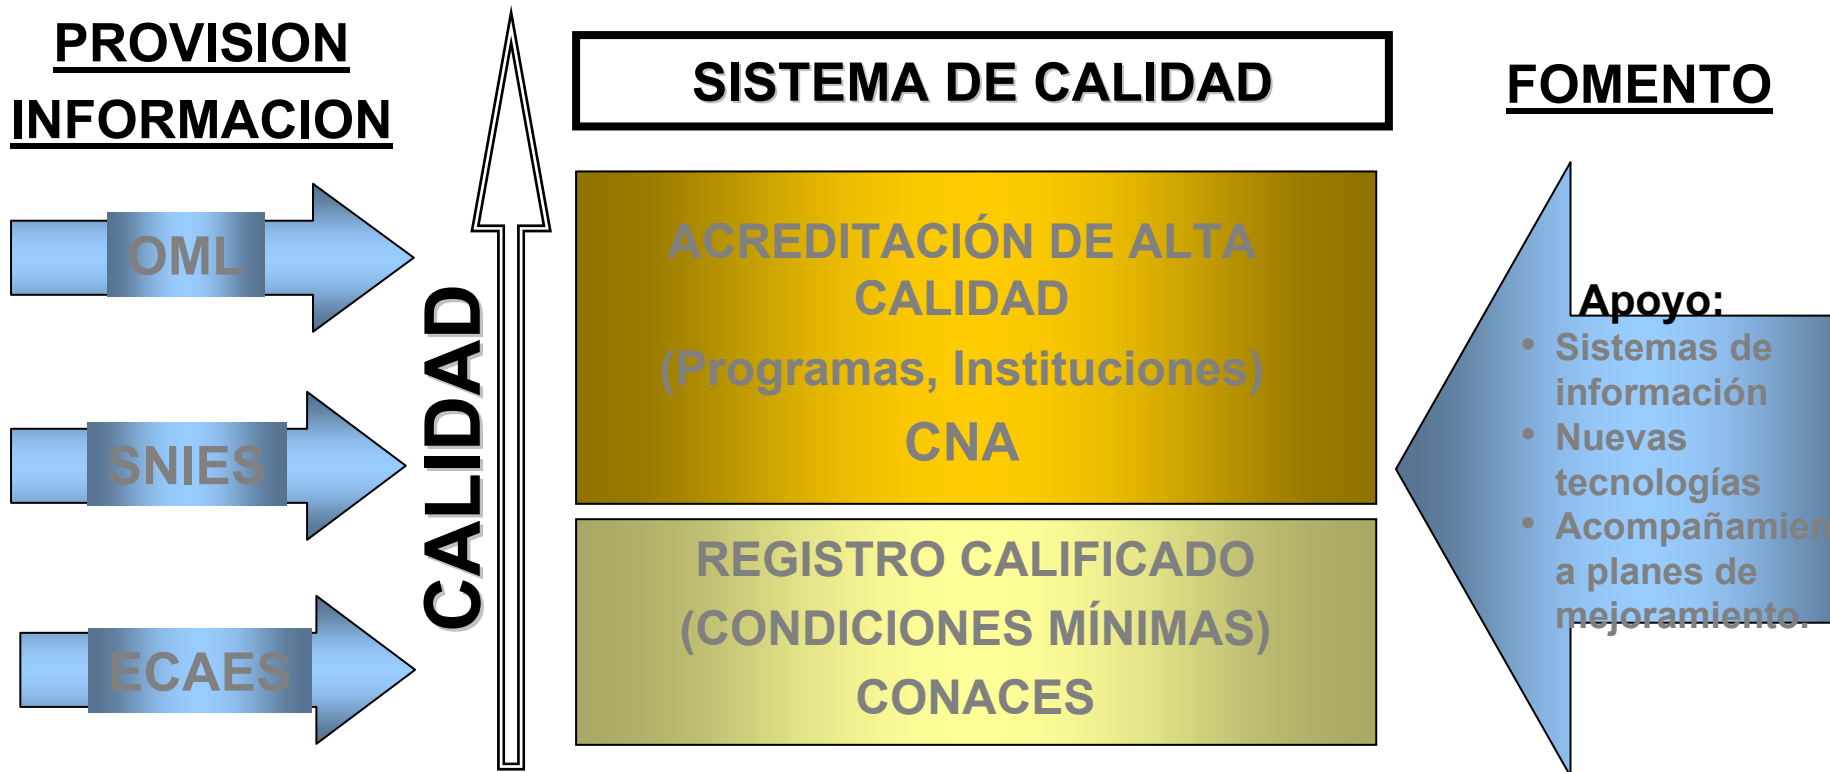 PROVISION
INFORMACION
OML
SNIES
ECAES
CALIDAD
SISTEMA DE CALIDAD
ACREDITACIÓN DE ALTA
CALIDAD
(Programas, Instituciones)
CNA
REGISTRO CALIFICADO
(CONDICIONES MÍNIMAS)
CONACES
FOMENTO
Apoyo:
• Sistemas de
información
• Nuevas
tecnologías
• Acompañamien
a planes de
mejoramiento.